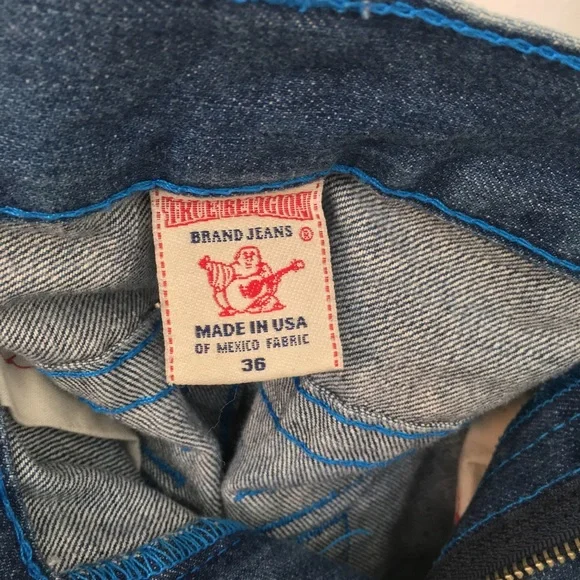 TRUE RELIGION
BRAND JEANS ®
MADE IN USA
OF MEXICO FABRIC
36